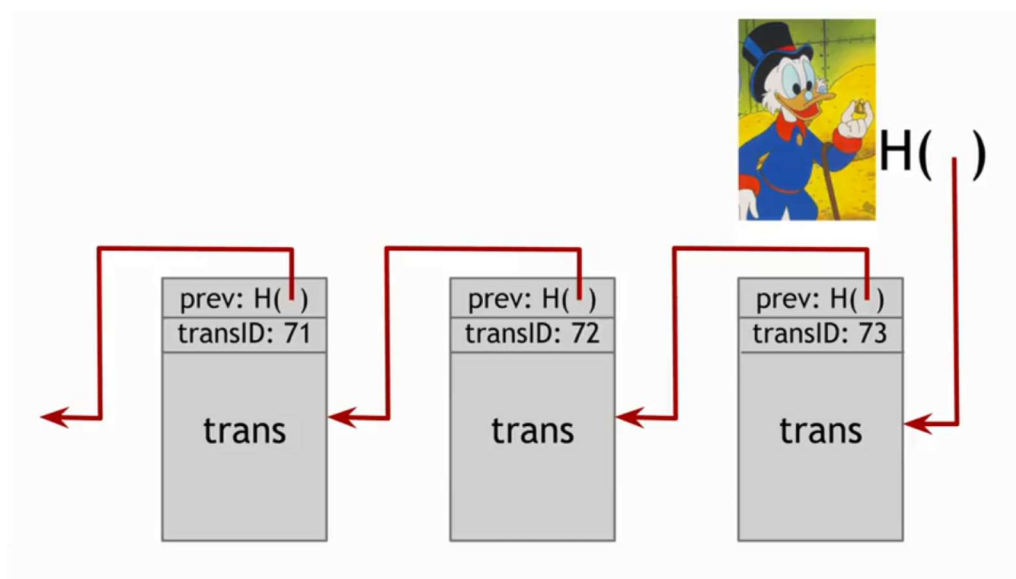 H( )
prev: H( )
transID: 71
trans
prev: H( )
transID: 72
trans
prev: H( )
transID: 73
trans